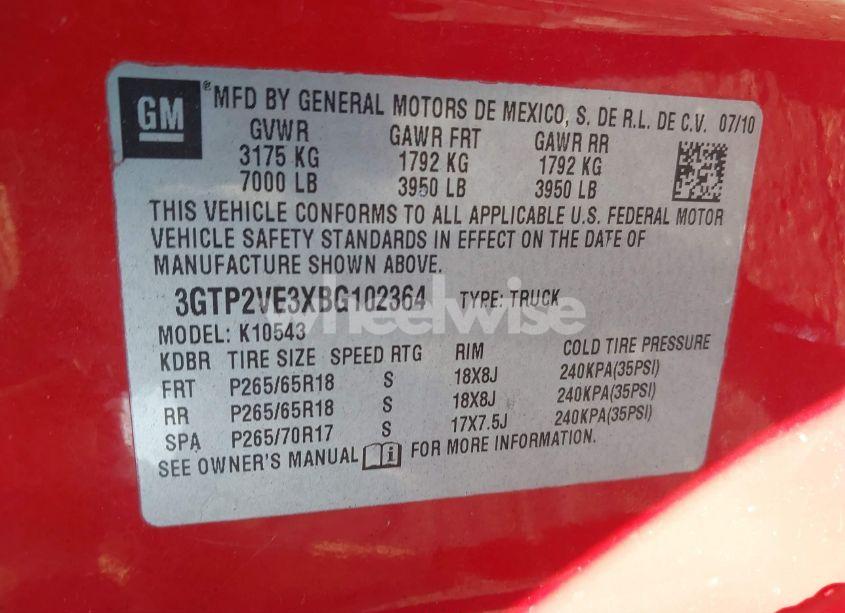 GM ® MFD BY GENERAL MOTORS DE MEXICO, S. DE R.L. DE C.V. 07/10
GVWR GAWR FRT GAWR RR
3175 KG 1792 KG 1792 KG
7000 LB 3950 LB 3950 LB
THIS VEHICLE CONFORMS TO ALL APPLICABLE U.S. FEDERAL MOTOR
VEHICLE SAFETY STANDARDS IN EFFECT ON THE DATE OF
MANUFACTURE SHOWN ABOVE.
3GTP2VE3XBG102364 TYPE: TRUCK
wheelwise
MODEL: K10543
KDBR TIRE SIZE SPEED RTG RIM COLD TIRE PRESSURE
FRT P265/65R18 S 18X8J 240KPA(35PSI)
RR P265/65R18 S 18X8J 240KPA(35PSI)
SPA P265/70R17 S 17X7.5J 240KPA(35PSI)
SEE OWNER'S MANUAL i FOR MORE INFORMATION.